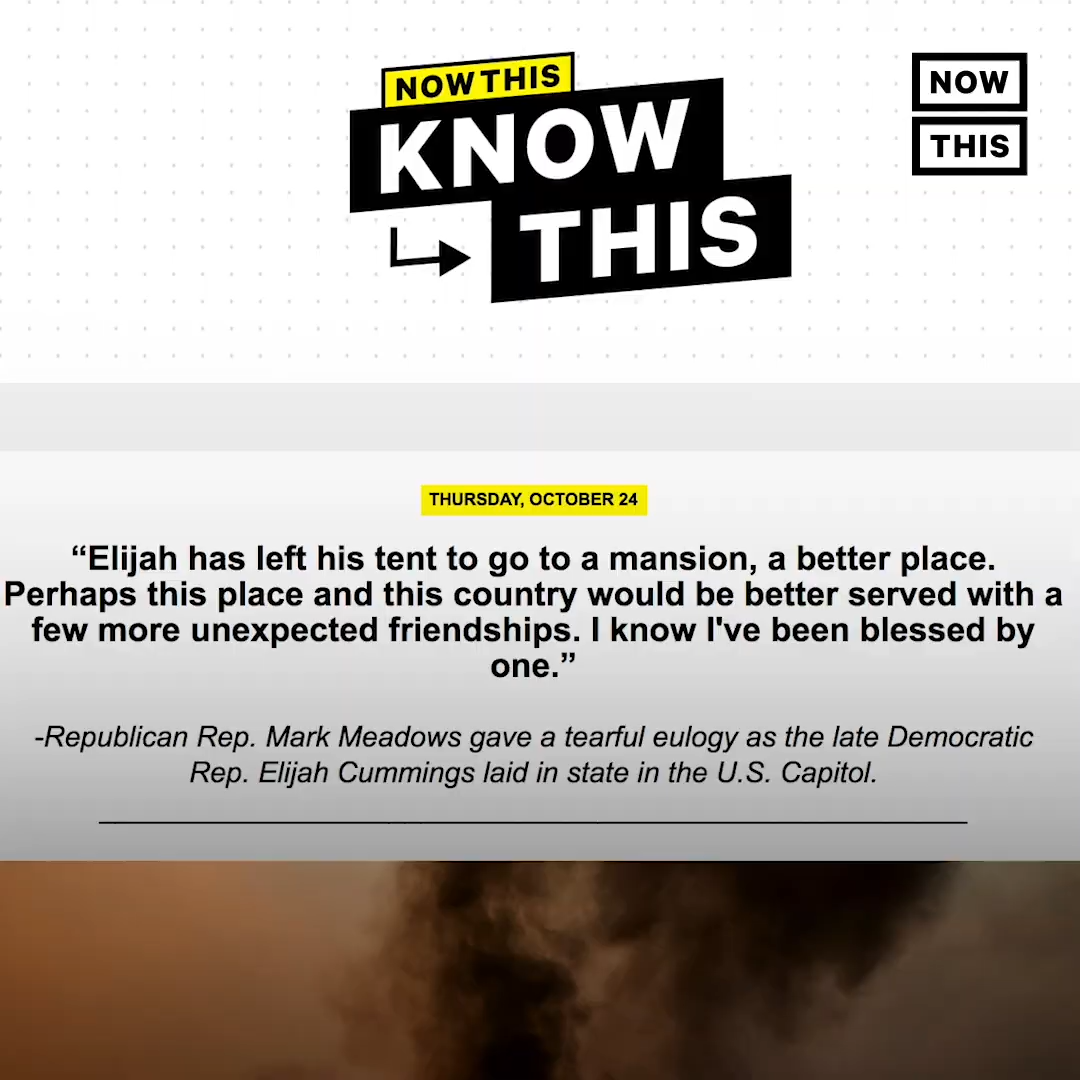 NOW THIS
KNOW
THIS
NOW
THIS
THURSDAY, OCTOBER 24
“Elijah has left his tent to go to a mansion, a better place.
Perhaps this place and this country would be better served with a
few more unexpected friendships. I know I've been blessed by
one.”
-Republican Rep. Mark Meadows gave a tearful eulogy as the late Democratic
Rep. Elijah Cummings laid in state in the U.S. Capitol.